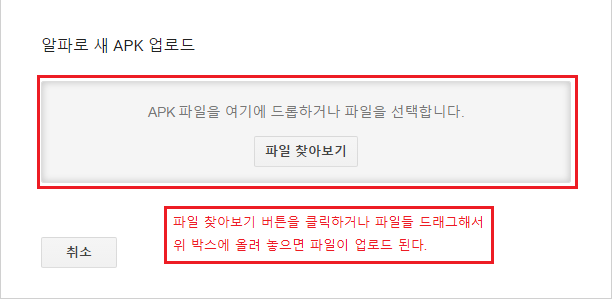 알파로 새 APK 업로드
APK 파일을 여기에 드롭하거나 파일을 선택합니다.
파일 찾아보기
파일 찾아보기 버튼을 클릭하거나 파일들 드래그해서
위 박스에 올려 놓으면 파일이 업로드 된다.
취소